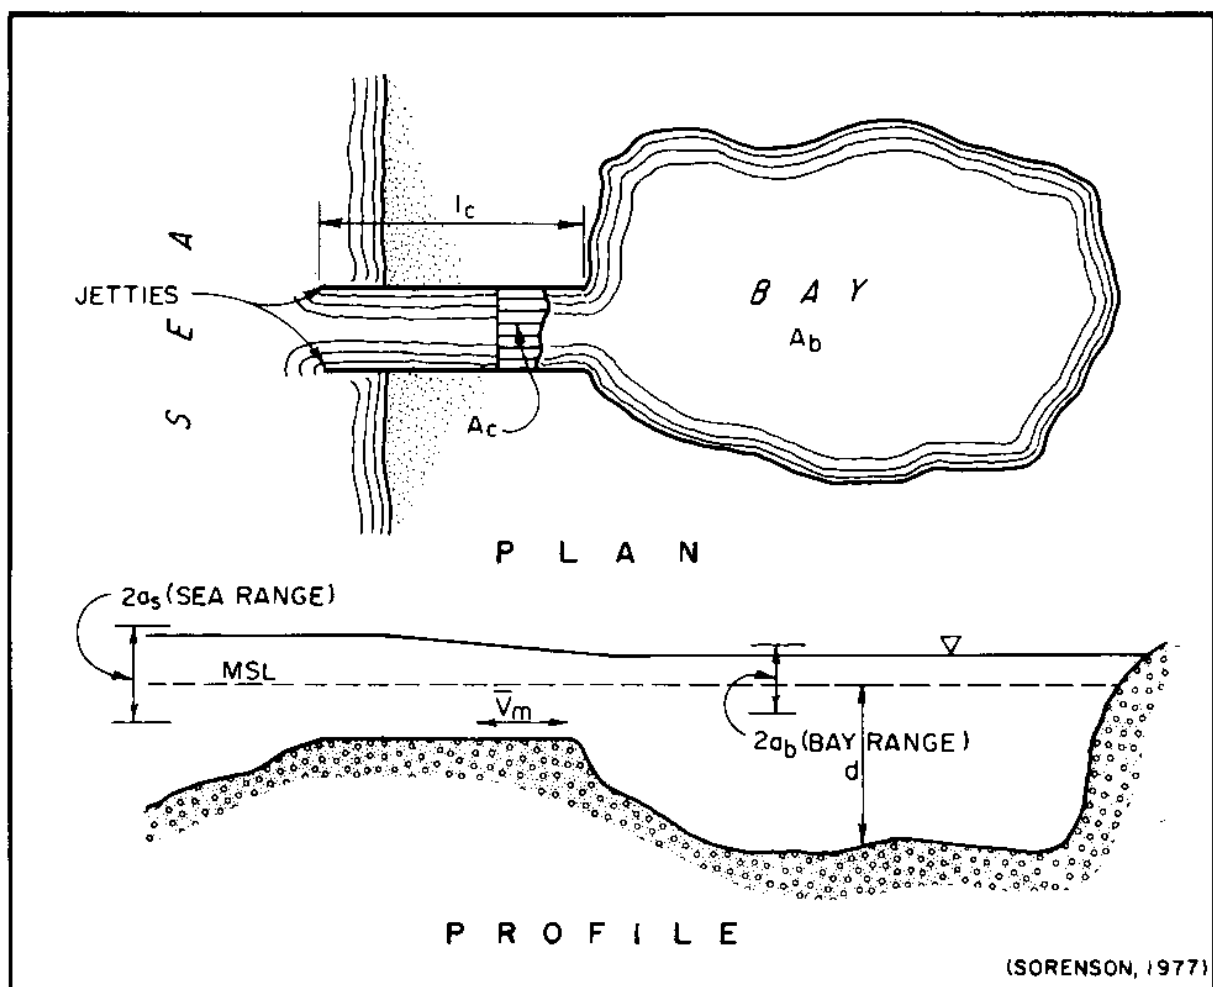 l_c
S E A
JETTIES
B A Y
A_b
A_c
P L A N
2a_s (SEA RANGE)
MSL
V̅_m
2a_b (BAY RANGE)
d
P R O F I L E
(SORENSON, 1977)